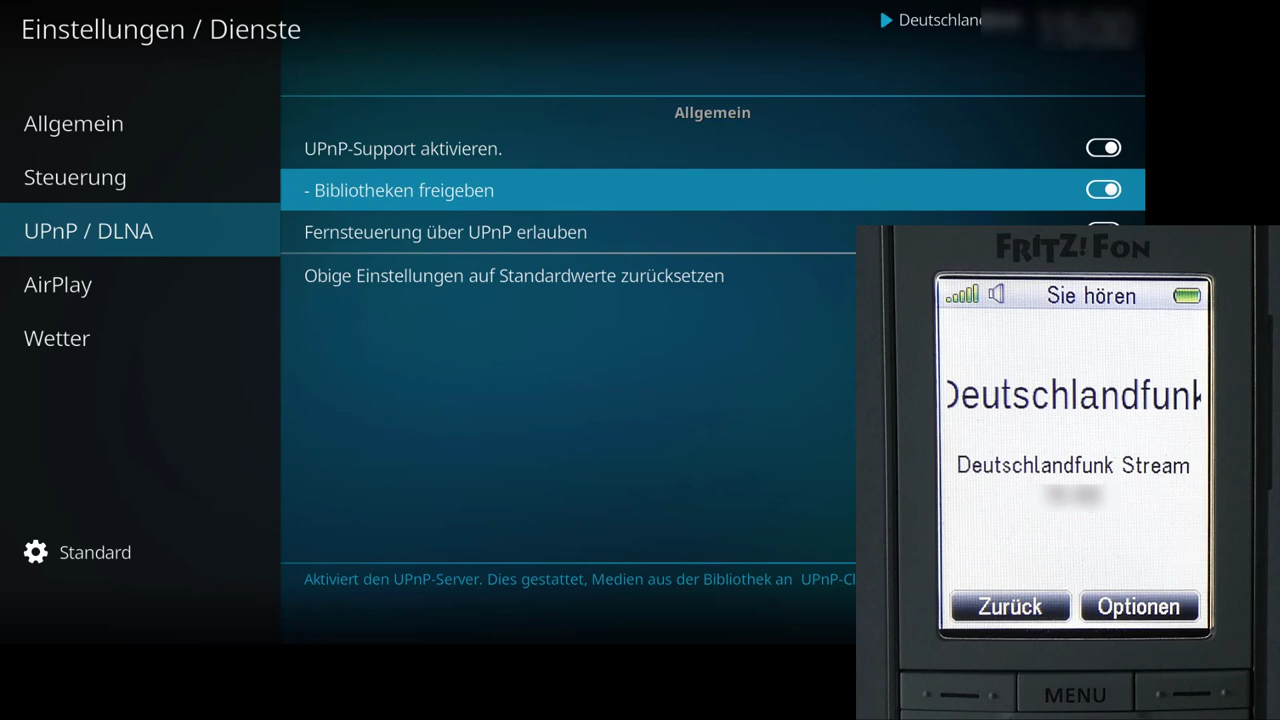 Einstellungen / Dienste
Deutschland
Allgemein
Steuerung
UPnP / DLNA
AirPlay
Wetter
Standard
Allgemein
UPnP-Support aktivieren.
- Bibliotheken freigeben
Fernsteuerung über UPnP erlauben
Obige Einstellungen auf Standardwerte zurücksetzen
Aktiviert den UPnP-Server. Dies gestattet, Medien aus der Bibliothek an UPnP-Cl
FRITZ! FON
Sie hören
Deutschlandfunk
Deutschlandfunk Stream
Zurück
Optionen
MENU